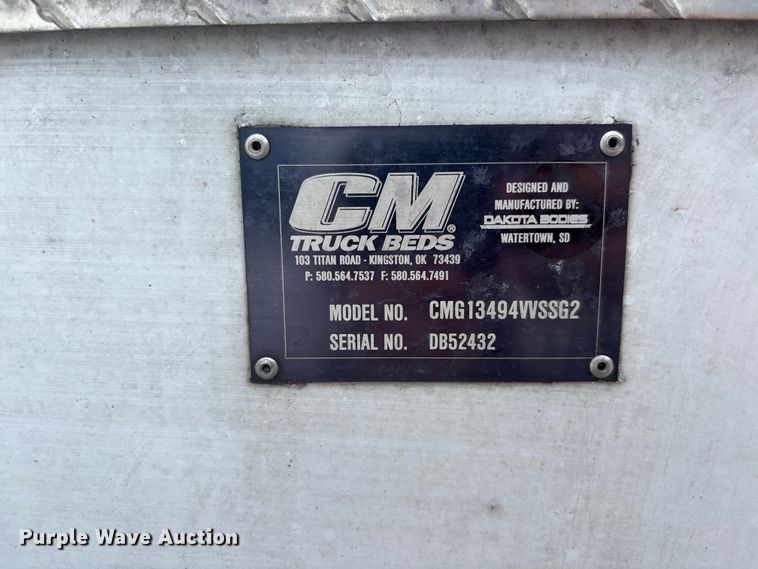 CM®
TRUCK BEDS
103 TITAN ROAD - KINGSTON, OK 73439
P: 580.564.7537 F: 580.564.7491
DESIGNED AND
MANUFACTURED BY:
DAKOTA BODIES
WATERTOWN, SD
MODEL NO. CMG13494VVSSG2
SERIAL NO. DB52432
Purple Wave Auction